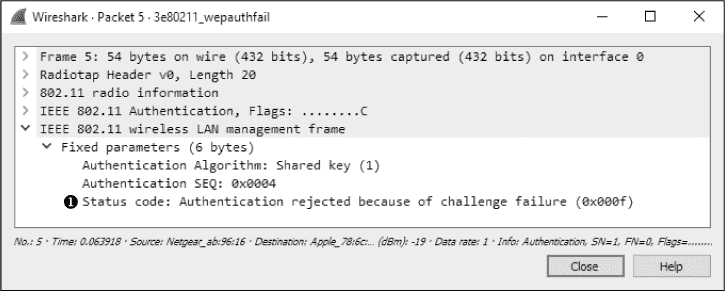 Wireshark · Packet 5 · 3e80211_wepauthfail
Frame 5: 54 bytes on wire (432 bits), 54 bytes captured (432 bits) on interface 0
Radiotap Header v0, Length 20
802.11 radio information
IEEE 802.11 Authentication, Flags: ........C
IEEE 802.11 wireless LAN management frame
Fixed parameters (6 bytes)
Authentication Algorithm: Shared key (1)
Authentication SEQ: 0x0004
❶ Status code: Authentication rejected because of challenge failure (0x000f)
No.: 5 · Time: 0.063918 · Source: Netgear_ab:96:16 · Destination: Apple_78:6c:... (dBm): -19 · Data rate: 1 · Info: Authentication, SN=1, FN=0, Flags=........
Close Help